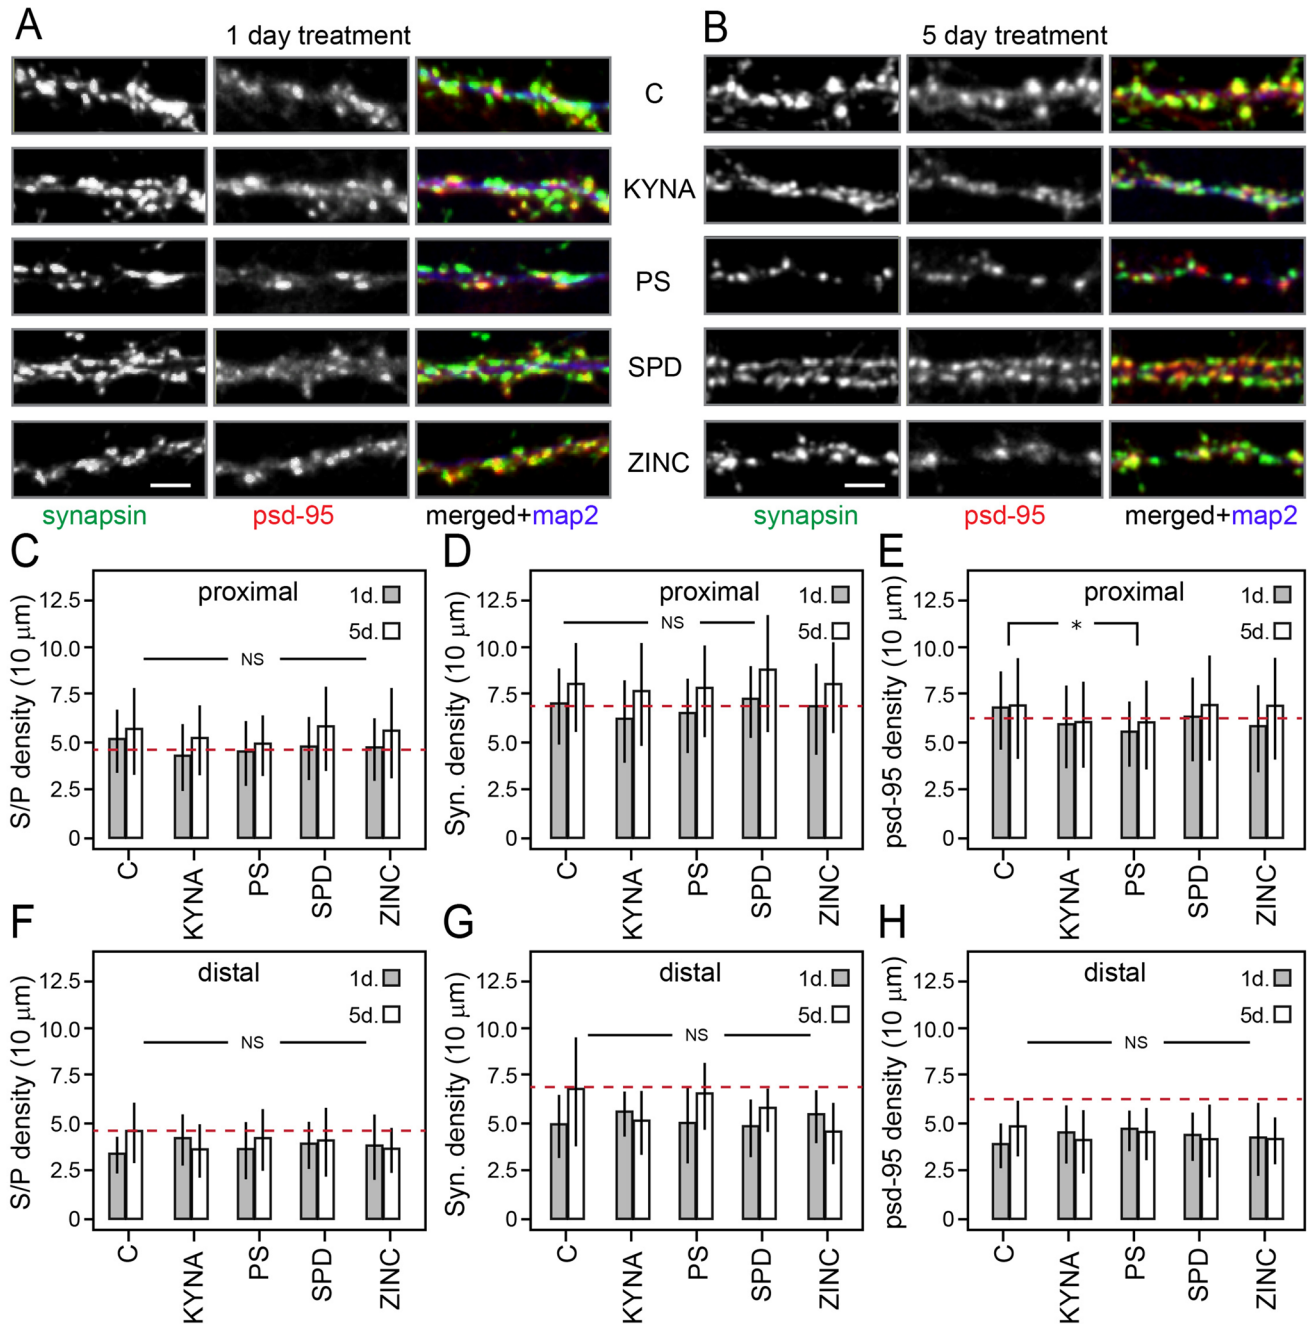 A
1 day treatment
B
5 day treatment
C
KYNA
PS
SPD
ZINC
synapsin
psd-95
merged+map2
synapsin
psd-95
merged+map2
C
proximal
1d.
5d.
NS
S/P density (10 µm)
12.5
10.0
7.5
5.0
2.5
0
C
KYNA
PS
SPD
ZINC
D
proximal
1d.
5d.
NS
Syn. density (10 µm)
12.5
10.0
7.5
5.0
2.5
0
C
KYNA
PS
SPD
ZINC
E
proximal
1d.
5d.
*
psd-95 density (10 µm)
12.5
10.0
7.5
5.0
2.5
0
C
KYNA
PS
SPD
ZINC
F
distal
1d.
5d.
NS
S/P density (10 µm)
12.5
10.0
7.5
5.0
2.5
0
C
KYNA
PS
SPD
ZINC
G
distal
1d.
5d.
NS
Syn. density (10 µm)
12.5
10.0
7.5
5.0
2.5
0
C
KYNA
PS
SPD
ZINC
H
distal
1d.
5d.
NS
psd-95 density (10 µm)
12.5
10.0
7.5
5.0
2.5
0
C
KYNA
PS
SPD
ZINC